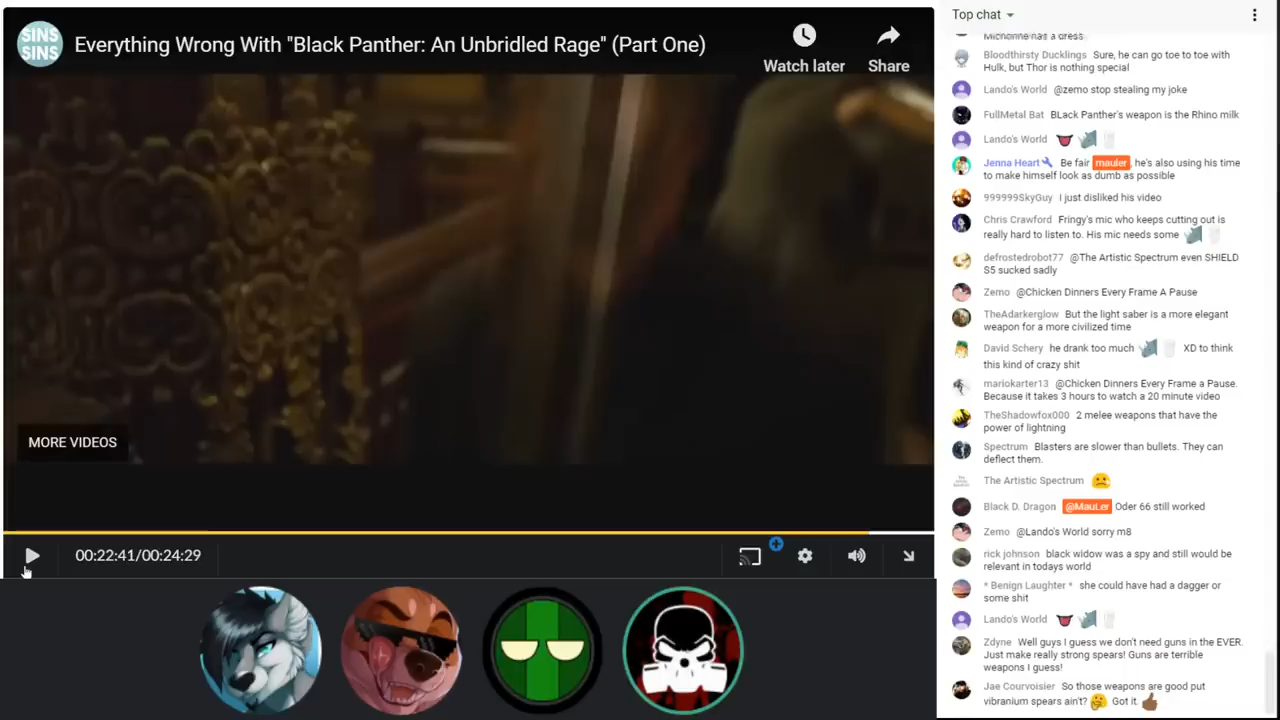 SINS
SINS
Everything Wrong With "Black Panther: An Unbridled Rage" (Part One)
Watch later
Share
MORE VIDEOS
00:22:41/00:24:29
Top chat
Michonne has a dress
Bloodthirsty Ducklings Sure, he can go toe to toe with
Hulk, but Thor is nothing special
Lando's World @zemo stop stealing my joke
FullMetal Bat BLack Panther's weapon is the Rhino milk
Lando's World
Jenna Heart Be fair mauler, he's also using his time
to make himself look as dumb as possible
999999SkyGuy I just disliked his video
Chris Crawford Fringy's mic who keeps cutting out is
really hard to listen to. His mic needs some
defrostedrobot77 @The Artistic Spectrum even SHIELD
S5 sucked sadly
Zemo @Chicken Dinners Every Frame A Pause
TheAdarkerglow But the light saber is a more elegant
weapon for a more civilized time
David Schery he drank too much XD to think
this kind of crazy shit
mariokarter13 @Chicken Dinners Every Frame a Pause.
Because it takes 3 hours to watch a 20 minute video
TheShadowfox000 2 melee weapons that have the
power of lightning
Spectrum Blasters are slower than bullets. They can
deflect them.
The Artistic Spectrum
Black D. Dragon @MauLer Oder 66 still worked
Zemo @Lando's World sorry m8
rick johnson black widow was a spy and still would be
relevant in todays world
* Benign Laughter * she could have had a dagger or
some shit
Lando's World
Zdyne Well guys I guess we don't need guns in the EVER.
Just make really strong spears! Guns are terrible
weapons I guess!
Jae Courvoisier So those weapons are good put
vibranium spears ain't? Got it.